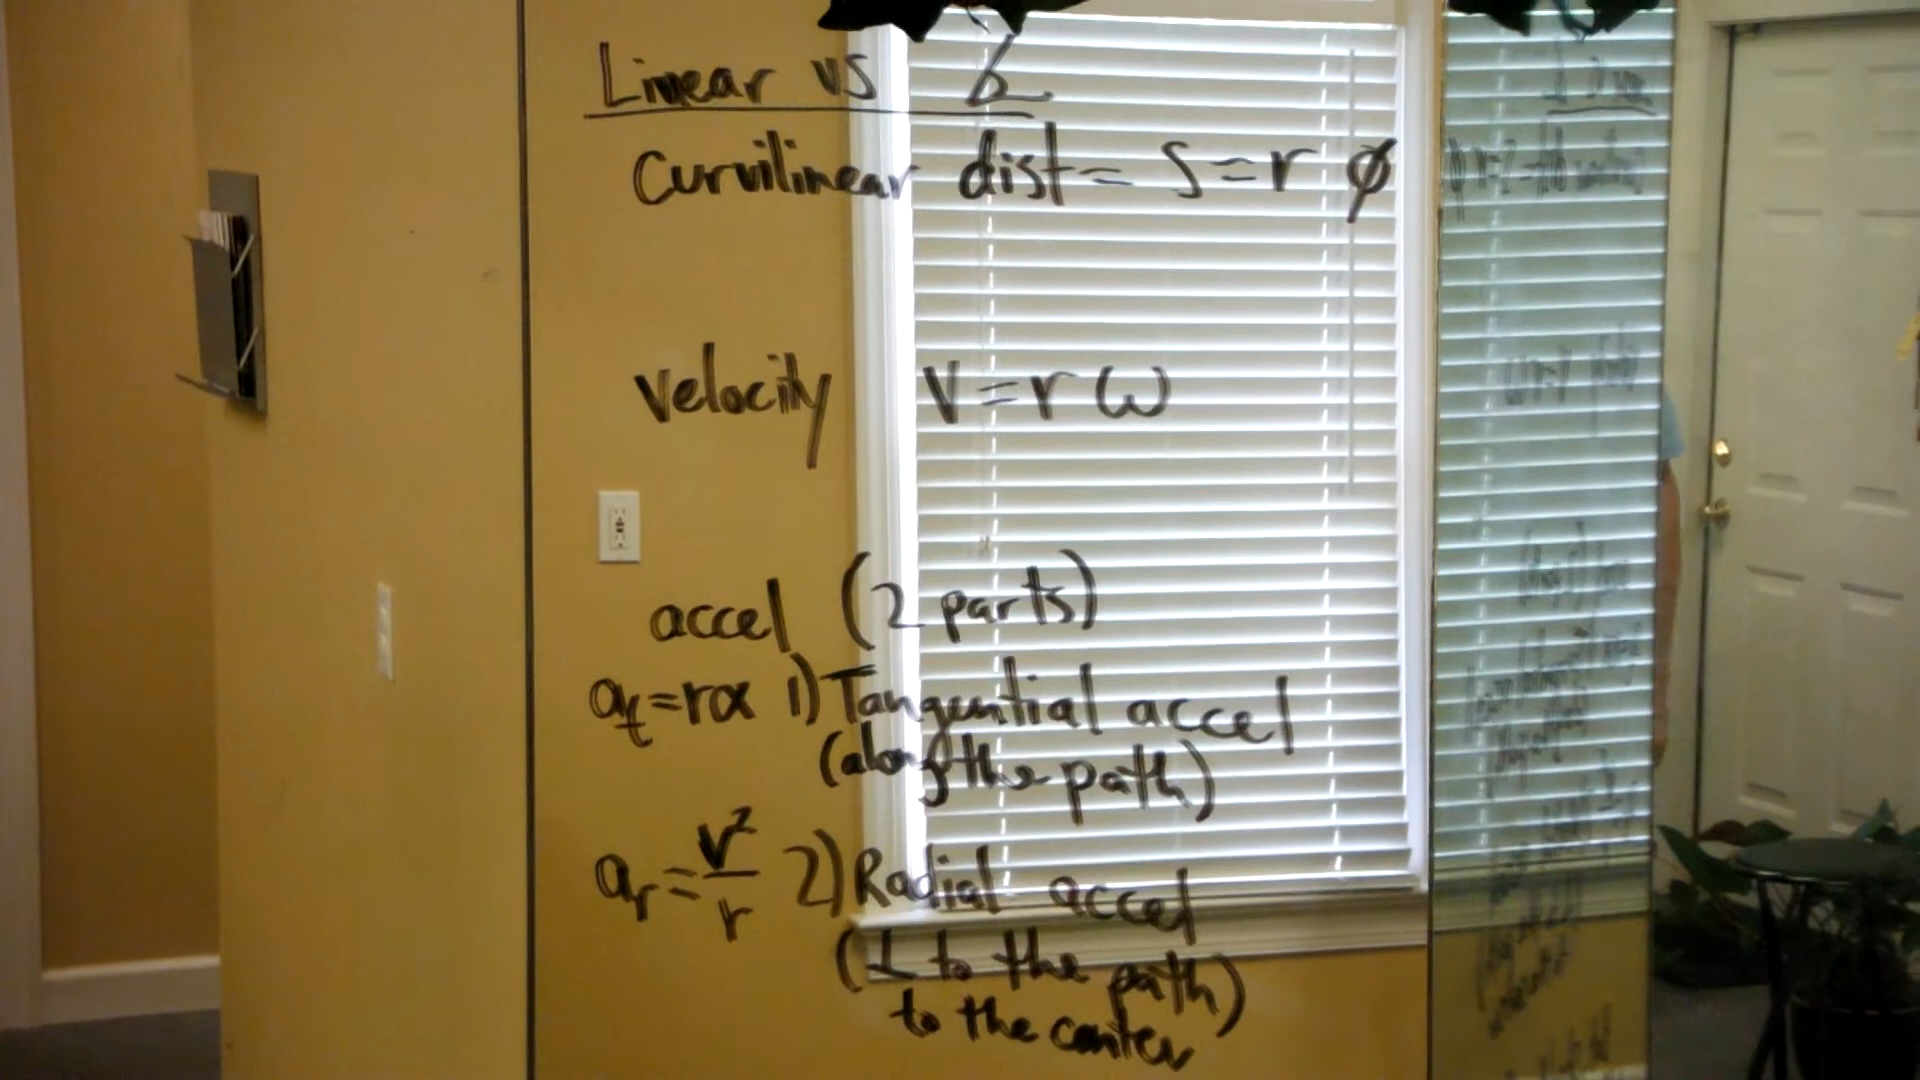 Linear vs ∠
Curvilinear dist = S = r φ
Velocity V = r ω
accel (2 parts)
a_t = rα 1) Tangential accel
(along the path)
a_r = v²/r 2) Radial accel
(⊥ to the path)
to the center